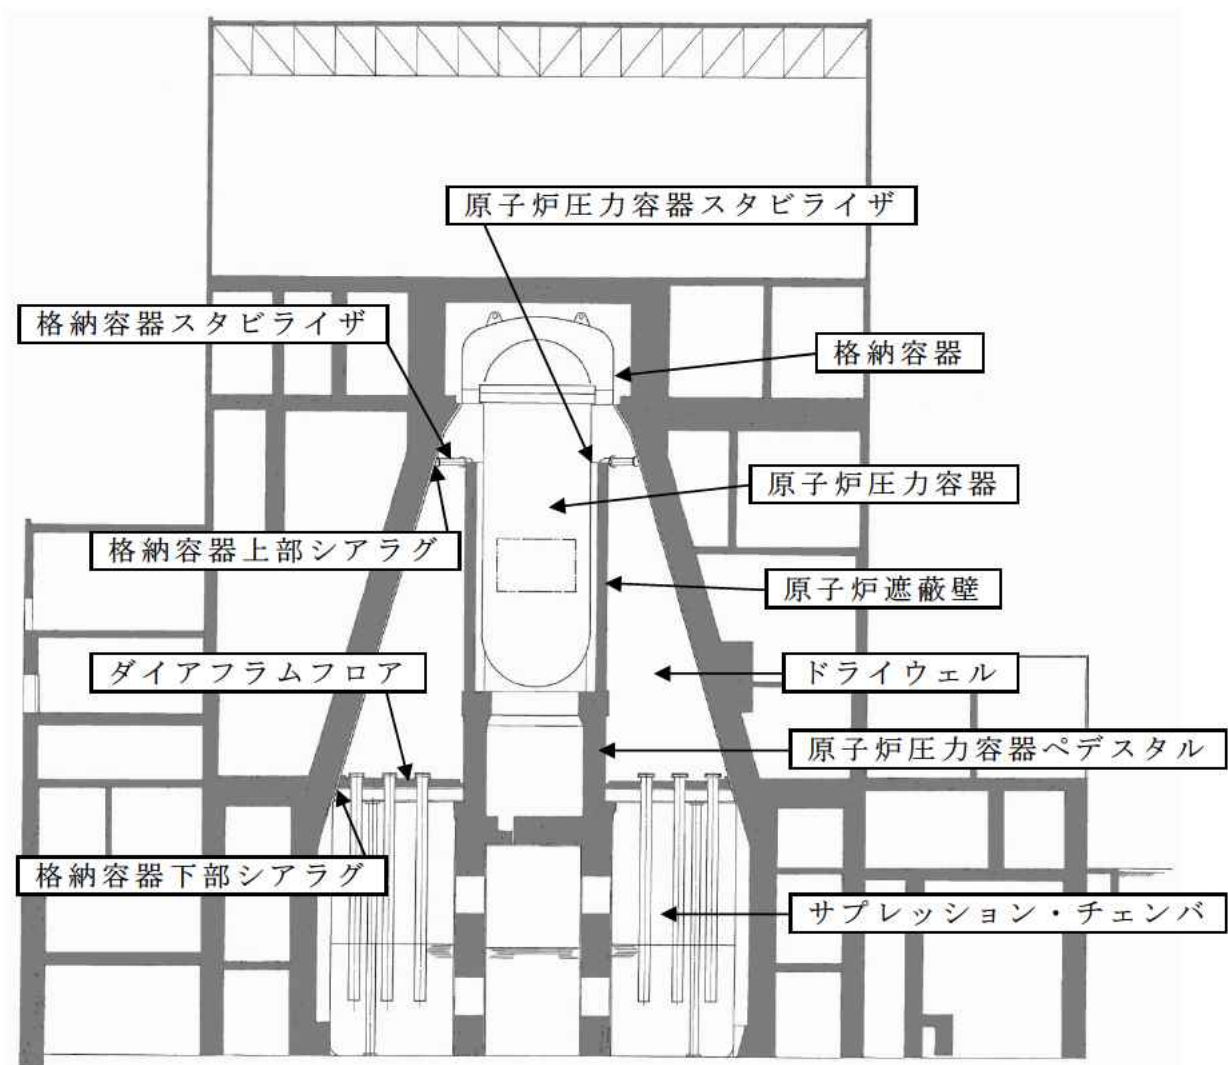 原子炉圧力容器スタビライザ
格納容器スタビライザ
格納容器
原子炉圧力容器
格納容器上部シアラグ
原子炉遮蔽壁
ダイアフラムフロア
ドライウェル
原子炉圧力容器ペデスタル
格納容器下部シアラグ
サプレッション・チェンバ